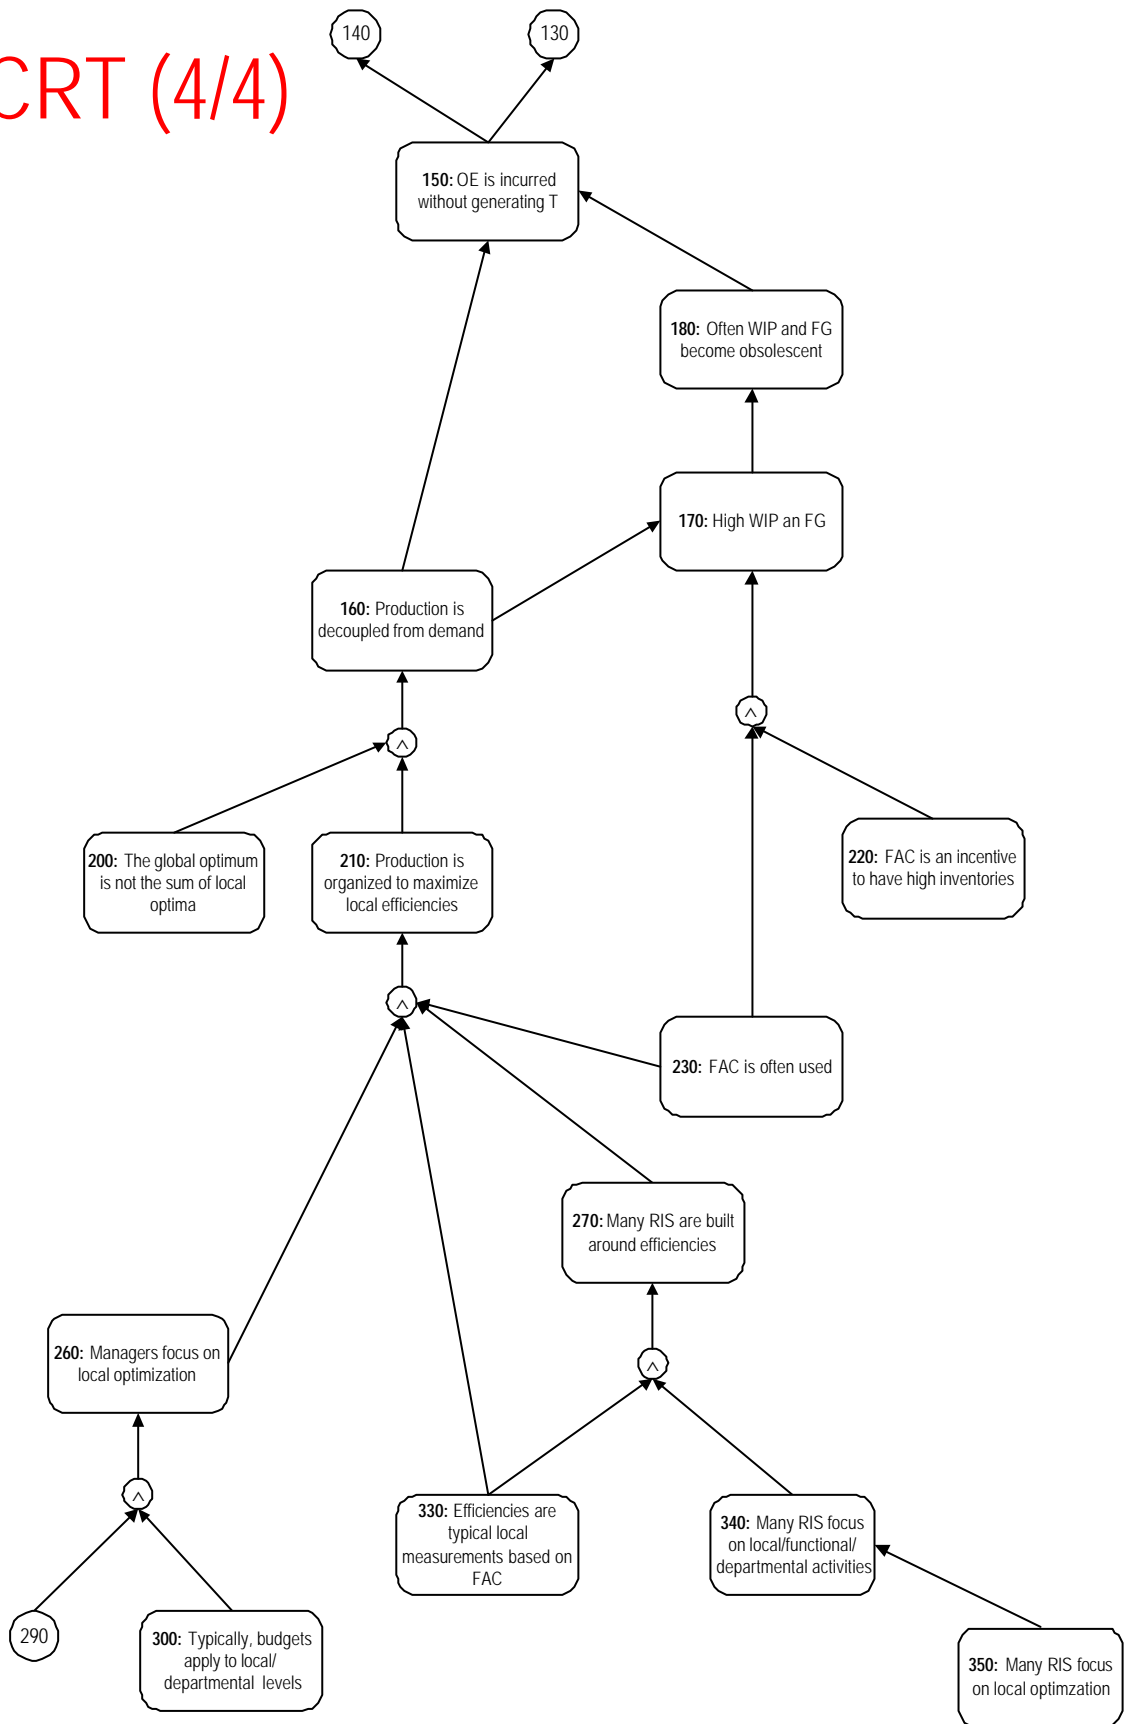 140
130
CRT (4/4)
150: OE is incurred
without generating T
180: Often WIP and FG
become obsolescent
170: High WIP an FG
160: Production is
decoupled from demand
^
^
200: The global optimum
is not the sum of local
optima
210: Production is
organized to maximize
local efficiencies
220: FAC is an incentive
to have high inventories
^
230: FAC is often used
270: Many RIS are built
around efficiencies
260: Managers focus on
local optimization
^
^
330: Efficiencies are
typical local
measurements based on
FAC
340: Many RIS focus
on local/functional/
departmental activities
290
300: Typically, budgets
apply to local/
departmental levels
350: Many RIS focus
on local optimzation